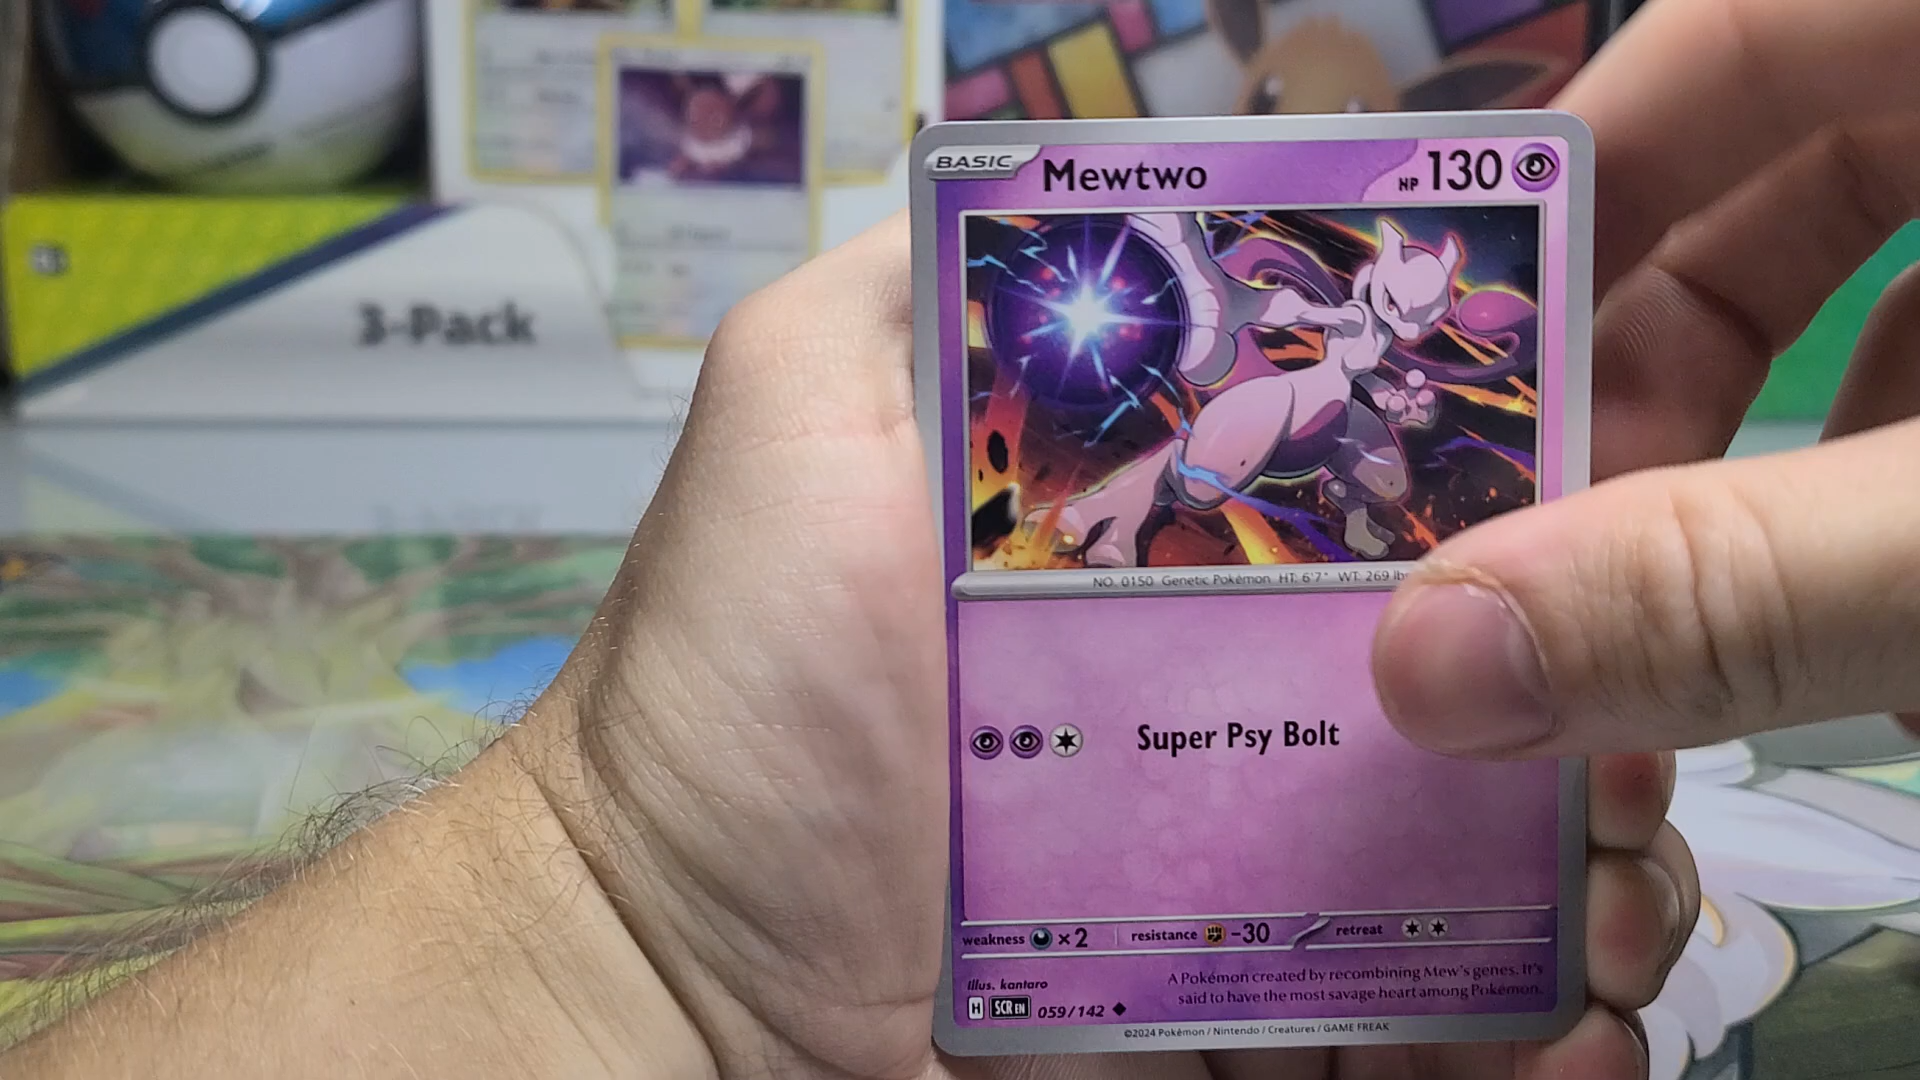 3-Pack
BASIC Mewtwo HP 130
NO. 0150 Genetic Pokémon HT: 6'7" WT: 269 lbs
Super Psy Bolt
weakness ×2 resistance -30 retreat
Illus. kantaro
A Pokémon created by recombining Mew's genes. It's
said to have the most savage heart among Pokémon.
H SCR EN 059/142
©2024 Pokémon / Nintendo / Creatures / GAME FREAK